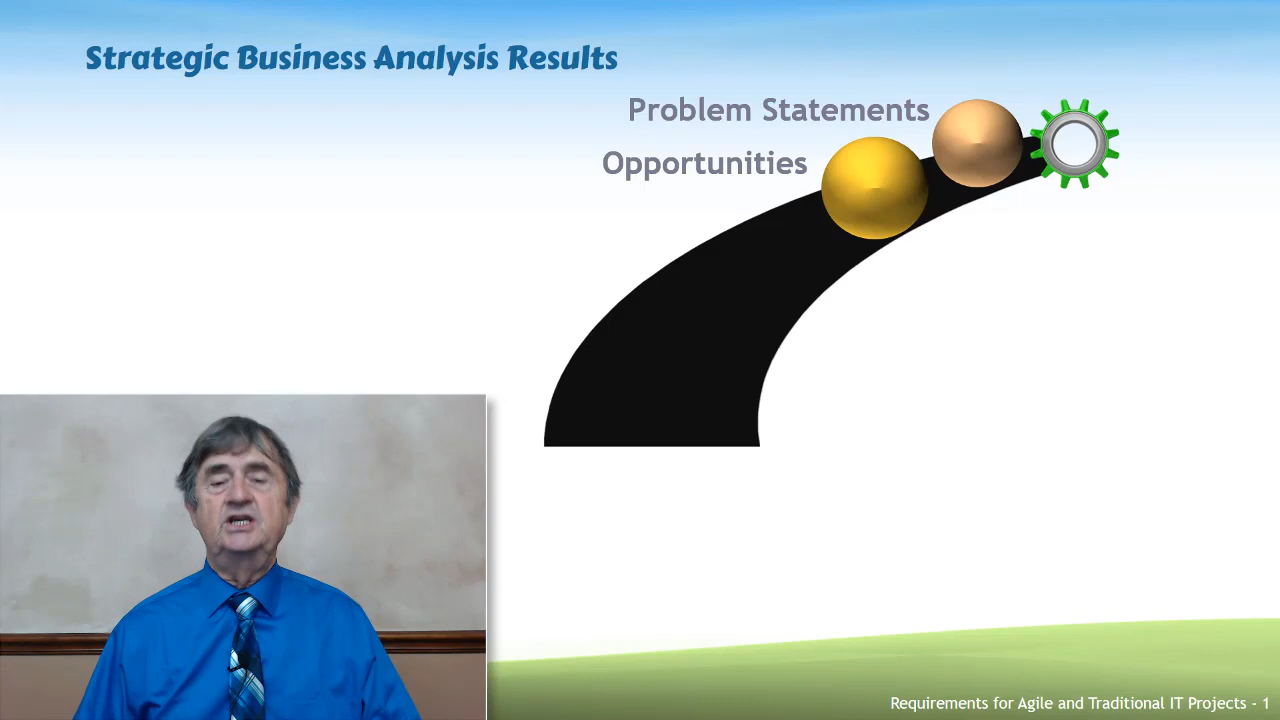 Strategic Business Analysis Results
Problem Statements
Opportunities
Requirements for Agile and Traditional IT Projects - 1